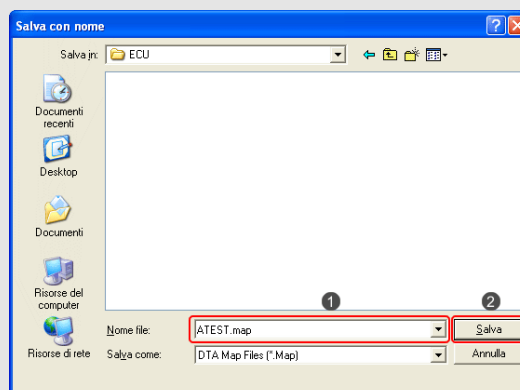 Salva con nome
Salva in: ECU
Documenti
recenti
Desktop
Documenti
Risorse del
computer
Risorse di rete
1
2
Nome file: ATEST.map Salva
Salva come: DTA Map Files (*.Map) Annulla